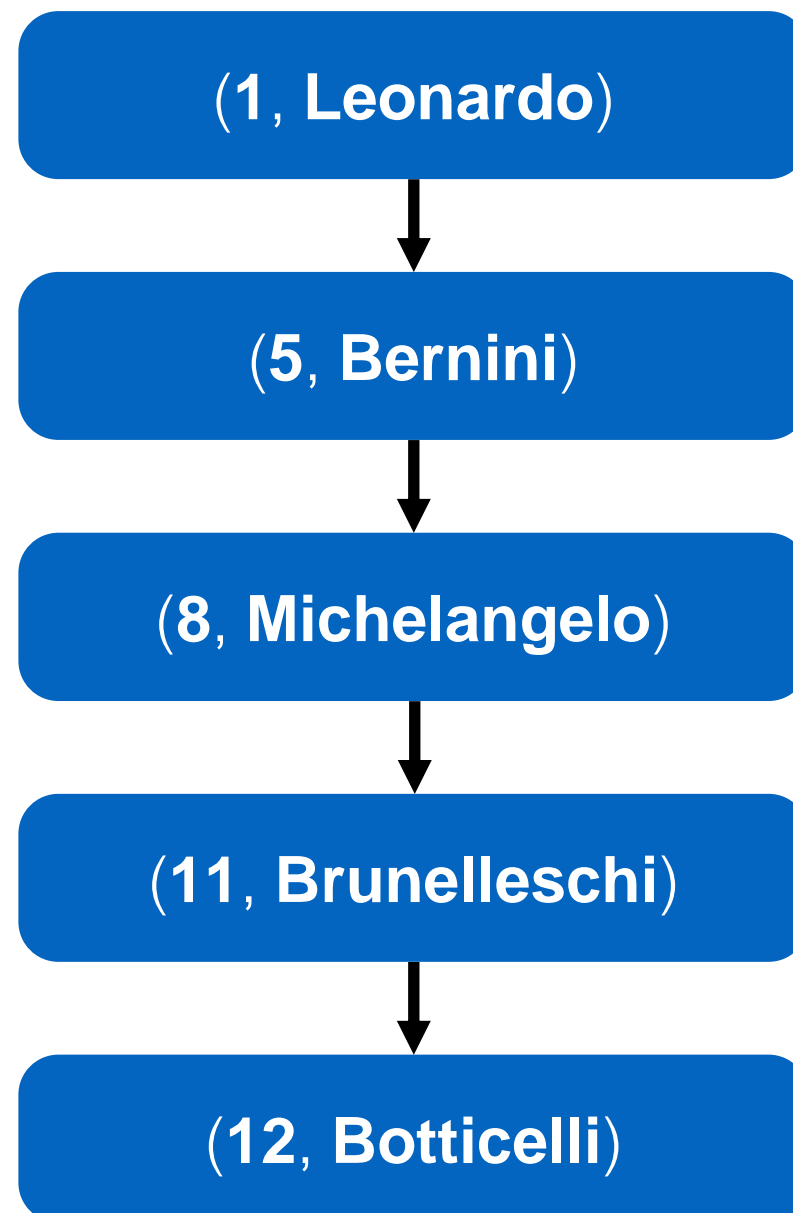 (1, Leonardo)
(5, Bernini)
(8, Michelangelo)
(11, Brunelleschi)
(12, Botticelli)